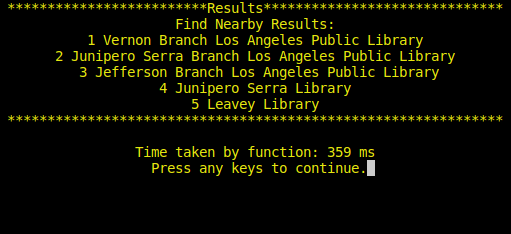 *************************Results******************************
Find Nearby Results:
1 Vernon Branch Los Angeles Public Library
2 Junipero Serra Branch Los Angeles Public Library
3 Jefferson Branch Los Angeles Public Library
4 Junipero Serra Library
5 Leavey Library
**************************************************************
Time taken by function: 359 ms
Press any keys to continue.